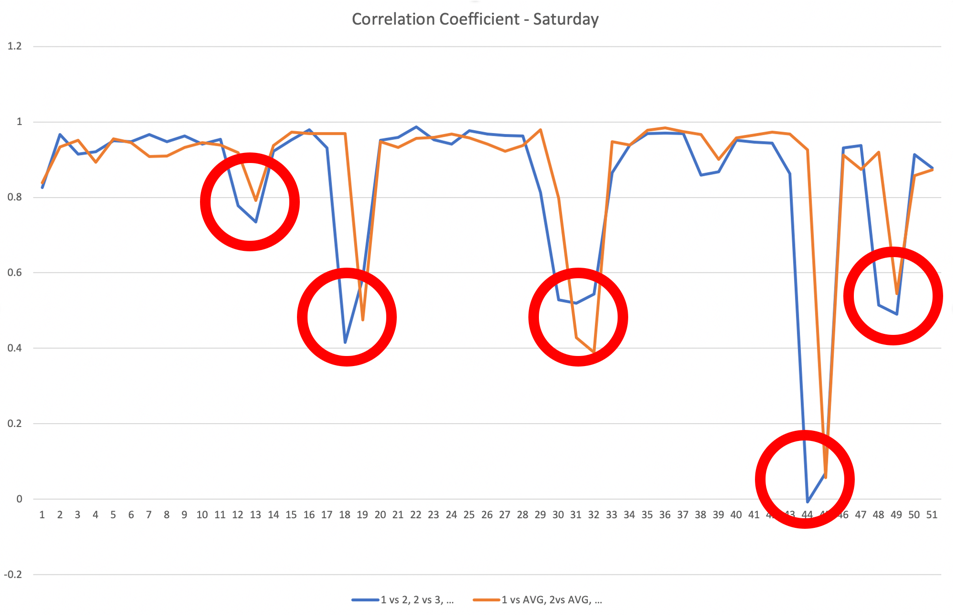 Correlation Coefficient - Saturday
1.2
1
0.8
0.6
0.4
0.2
0
1 2 3 4 5 6 7 8 9 10 11 12 13 14 15 16 17 18 19 20 21 22 23 24 25 26 27 28 29 30 31 32 33 34 35 36 37 38 39 40 41 43 44 46 47 48 49 50 51
-0.2
1 vs 2, 2 vs 3, ... 1 vs AVG, 2vs AVG, ...